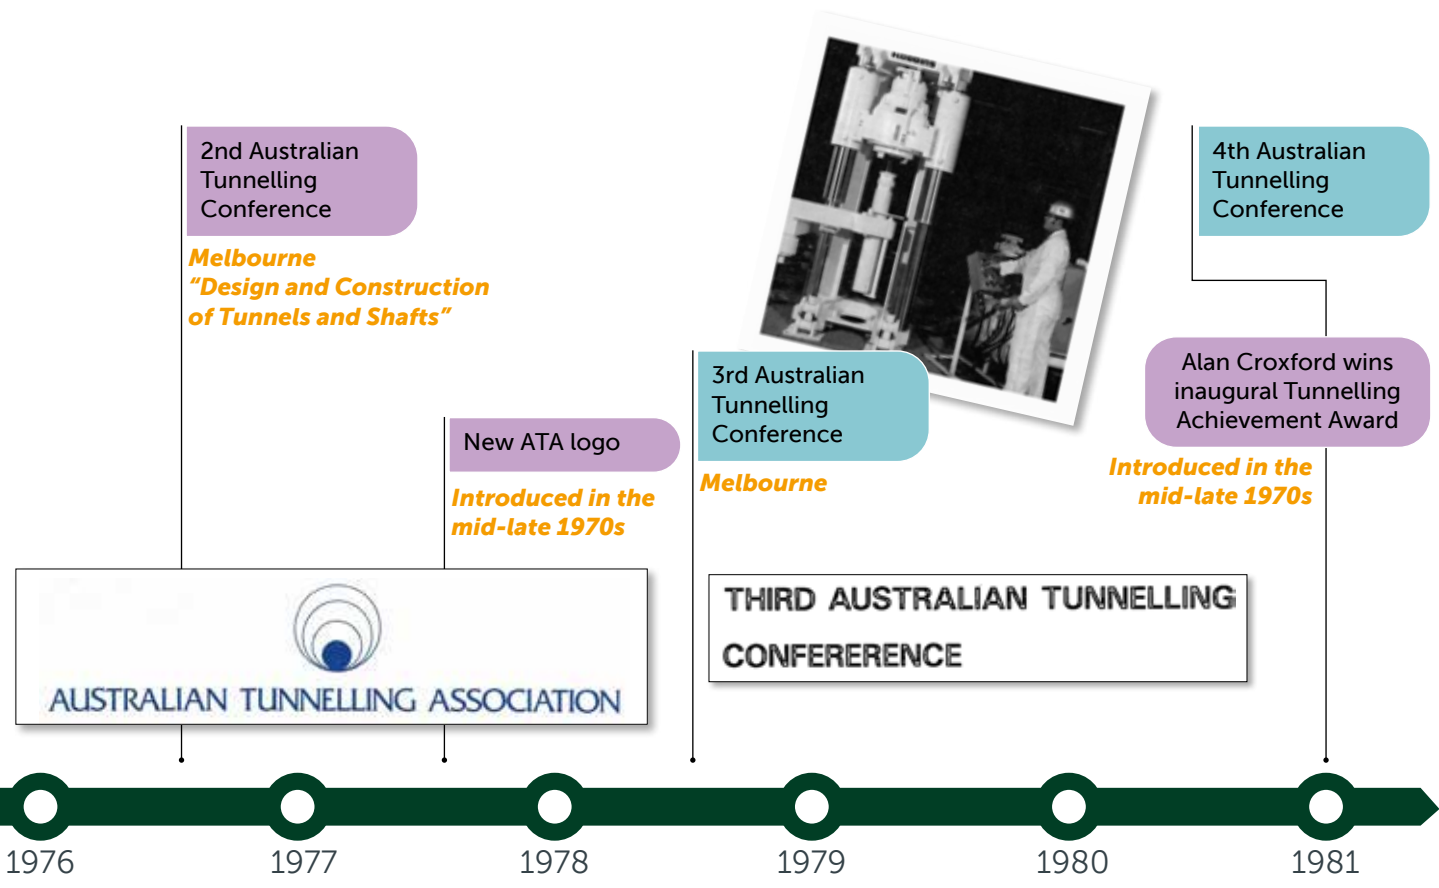 2nd Australian
Tunnelling
Conference
Melbourne
“Design and Construction
of Tunnels and Shafts”
New ATA logo
Introduced in the
mid-late 1970s
3rd Australian
Tunnelling
Conference
Melbourne
4th Australian
Tunnelling
Conference
Alan Croxford wins
inaugural Tunnelling
Achievement Award
Introduced in the
mid-late 1970s
AUSTRALIAN TUNNELLING ASSOCIATION
THIRD AUSTRALIAN TUNNELLING
CONFERERENCE
1976
1977
1978
1979
1980
1981